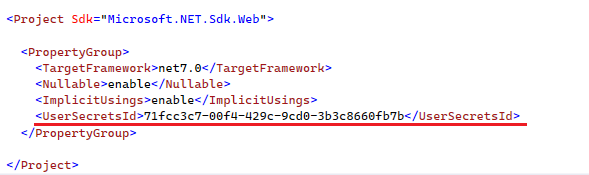 <Project Sdk="Microsoft.NET.Sdk.Web">
<PropertyGroup>
<TargetFramework>net7.0</TargetFramework>
<Nullable>enable</Nullable>
<ImplicitUsings>enable</ImplicitUsings>
<UserSecretsId>71fcc3c7-00f4-429c-9cd0-3b3c8660fb7b</UserSecretsId>
</PropertyGroup>
</Project>